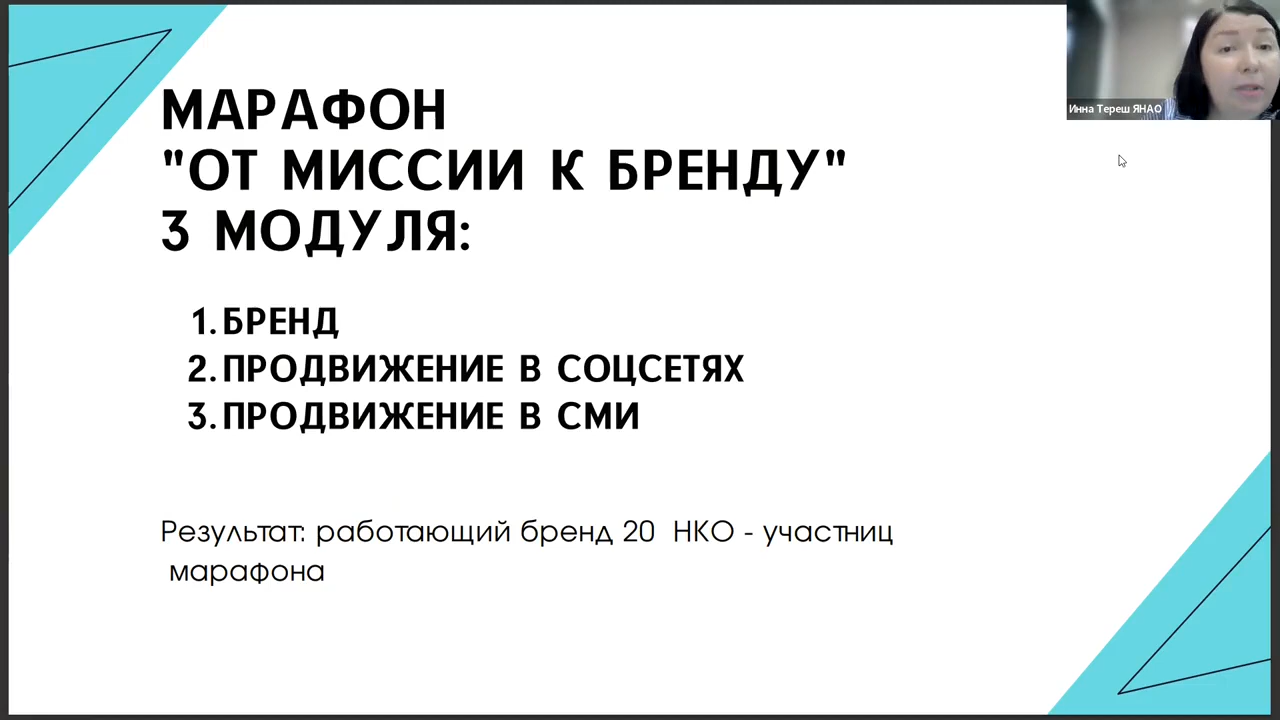 МАРАФОН
"ОТ МИССИИ К БРЕНДУ"
3 МОДУЛЯ:
1. БРЕНД
2. ПРОДВИЖЕНИЕ В СОЦСЕТЯХ
3. ПРОДВИЖЕНИЕ В СМИ
Результат: работающий бренд 20 НКО - участниц
марафона
Инна Тереш ЯНАО